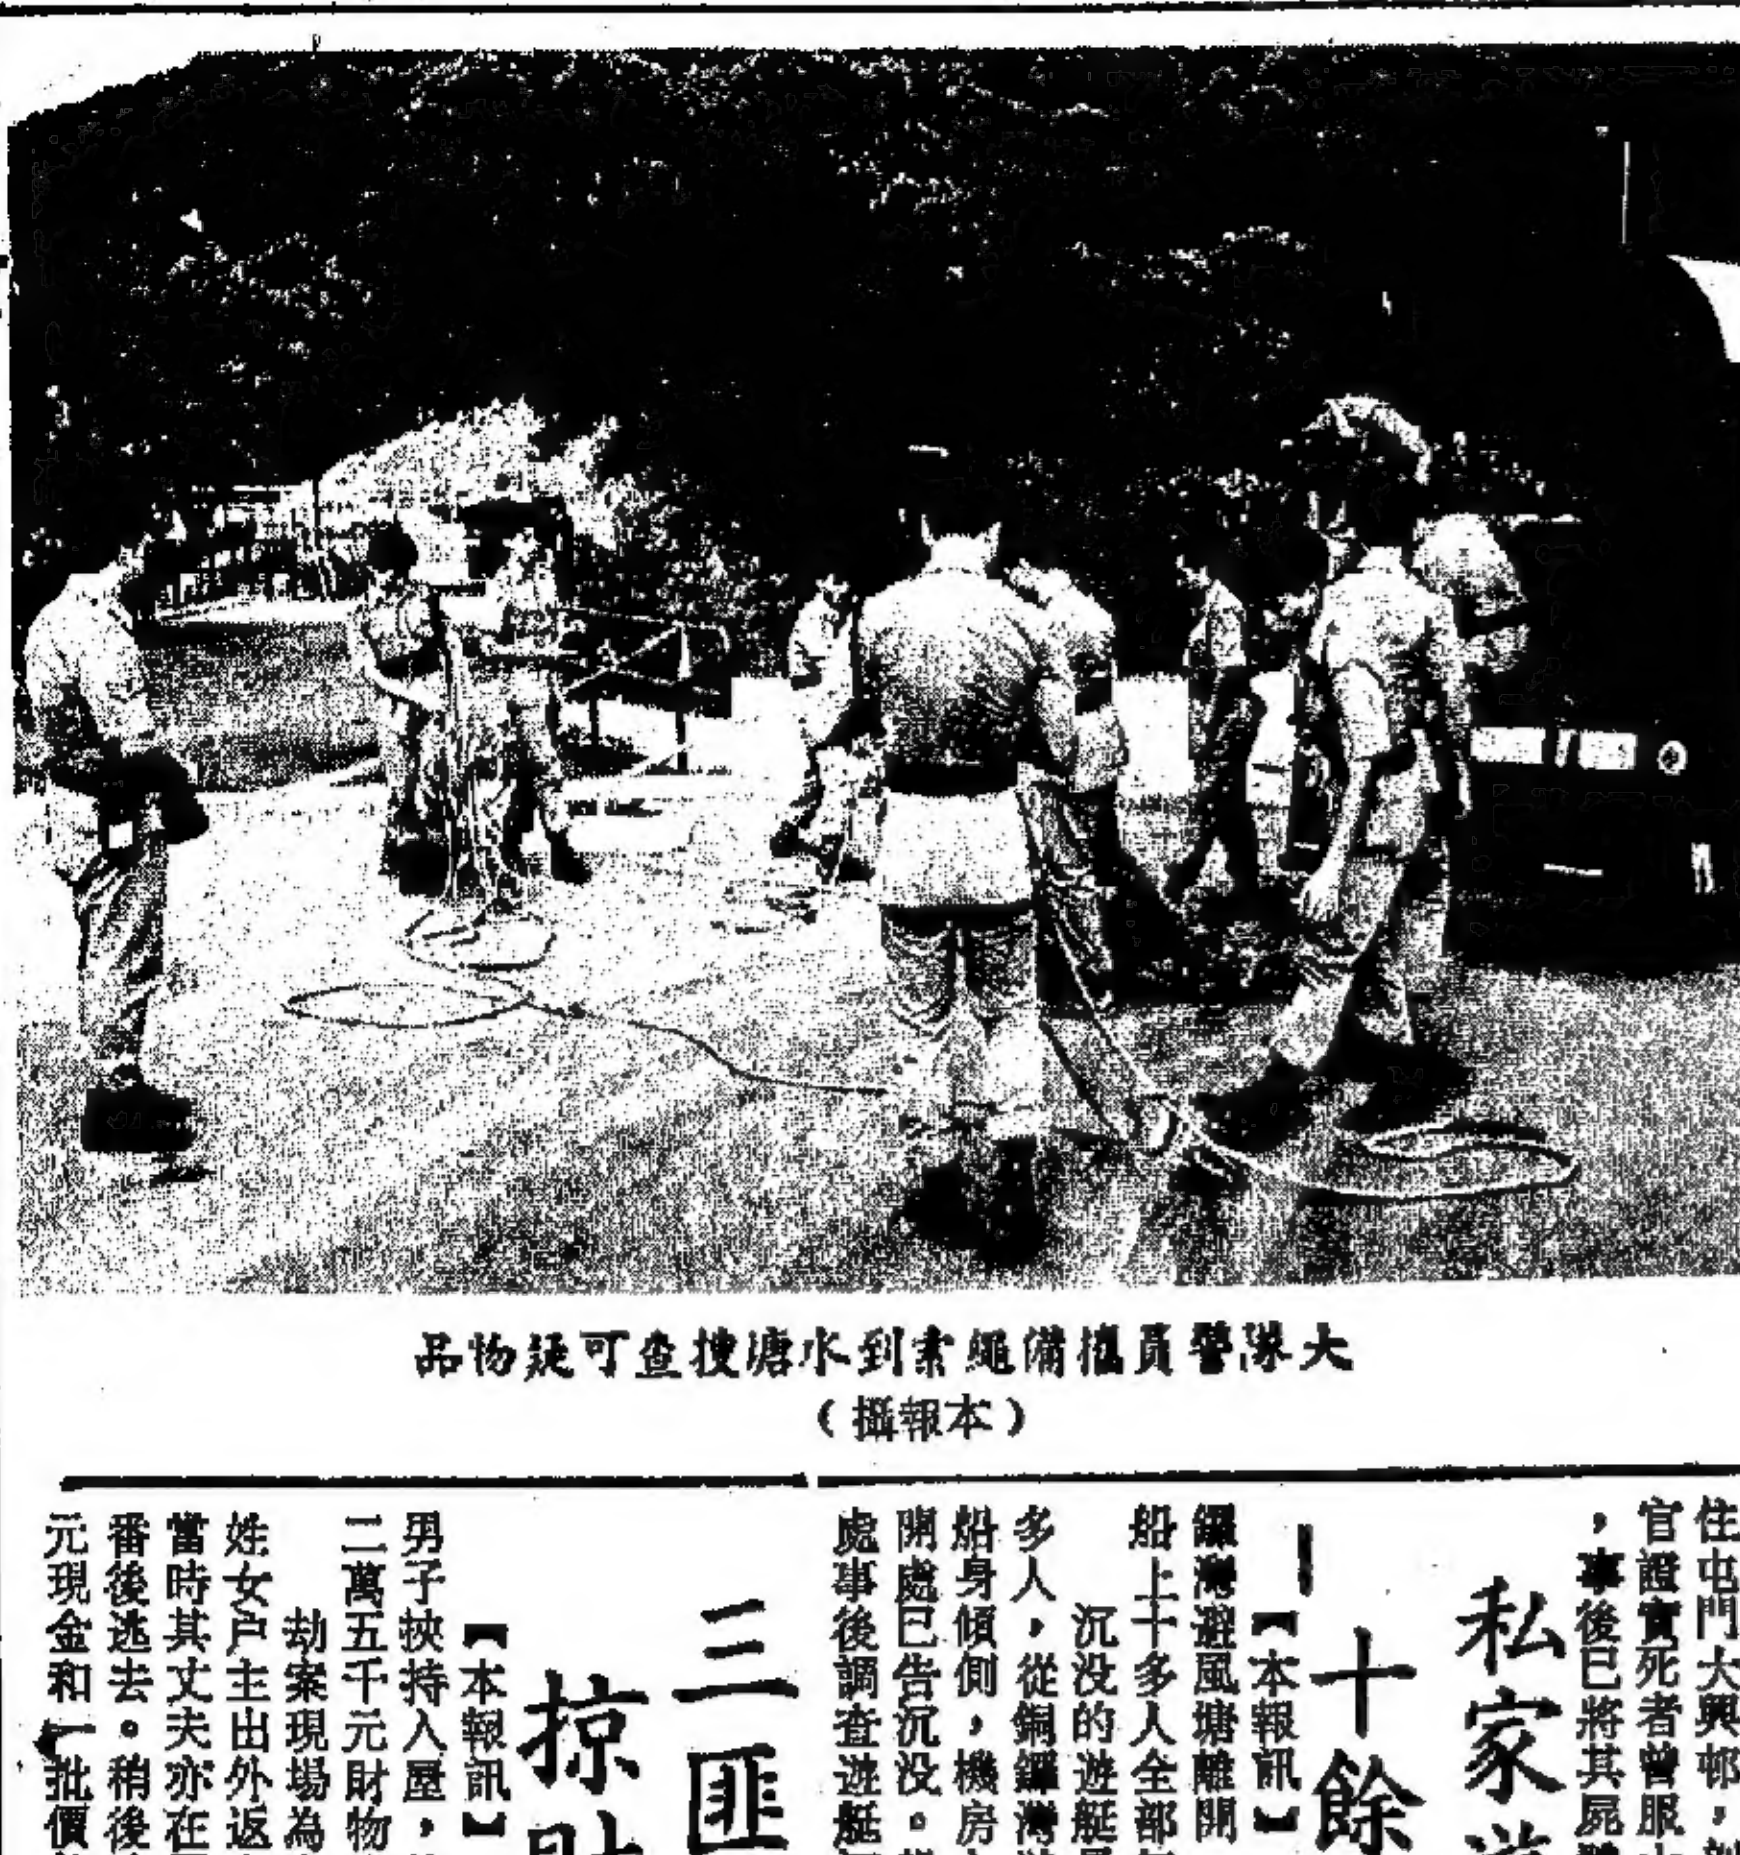 大隊警員攜備繩索到水塘搜查可疑物品
（本報攝）
住屯門大興邨，
官證實死者曾服
，事後已將其屍
私家遊
十餘
【本報訊】
鑼灣避風塘離開
船上十多人全部
沉没的遊艇
多人，從銅鑼灣
船身傾側，機房
開處已告沉没。
處事後調查遊艇
三匪
掠財
【本報訊】
男子挾持入屋，
二萬五千元財物
劫案現場為
姓女户主出外返
當時其丈夫亦在
番後逃去。稍後
元現金和一批價